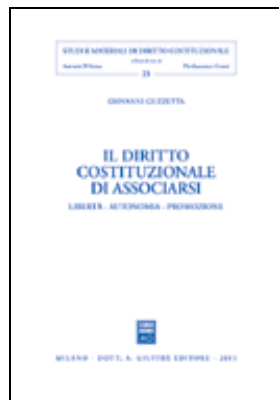 STUDI E MATERIALI DI DIRITTO COSTITUZIONALE
23
GIOVANNI GUZZETTA
IL DIRITTO
COSTITUZIONALE
DI ASSOCIARSI
LIBERTÀ - AUTONOMIA - PROMOZIONE
MILANO - DOTT. A. GIUFFRÈ EDITORE - 2003